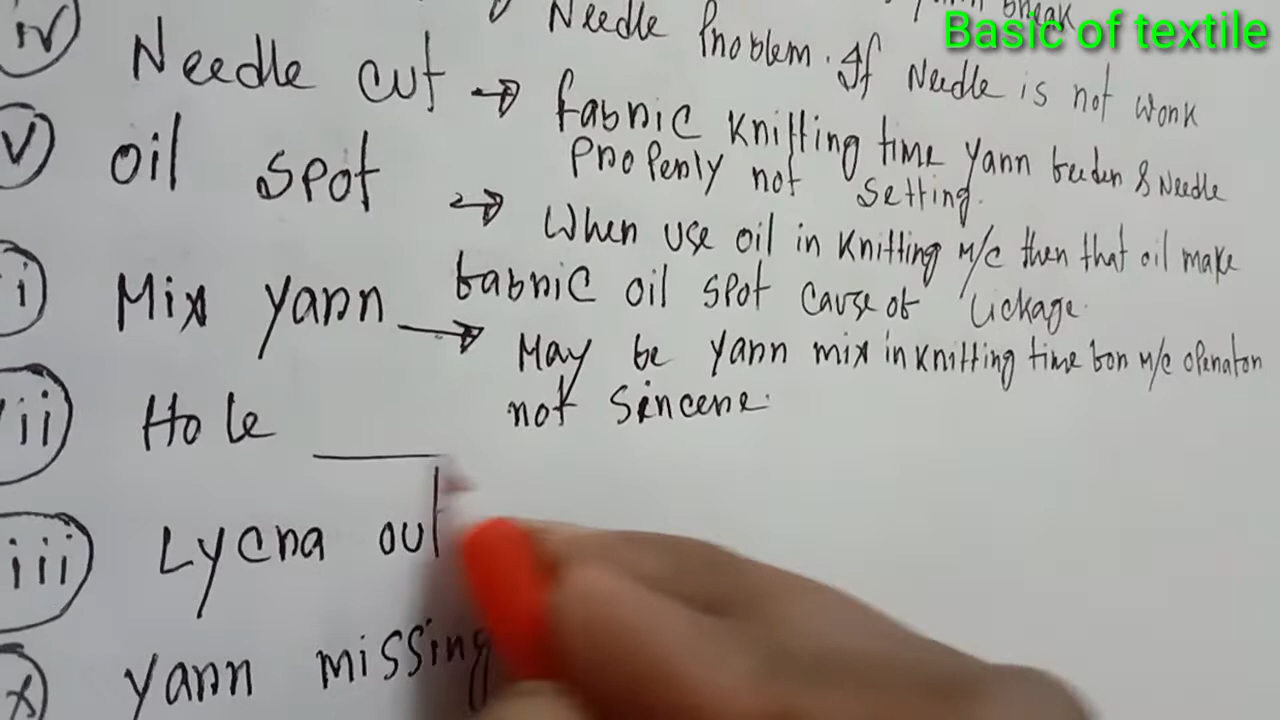 break
Basic of textile
iv) Needle cut → Needle Problem. If Needle is not work
v) oil spot → fabric knitting time yarn feeder & Needle
Properly not setting.
When use oil in knitting m/c then that oil make
fabric oil spot cause of lickage.
i) Mix yarn → May be yarn mix in knitting time for m/c operator
not sincere.
ii) Hole
iii) Lycra out
x) yarn missing